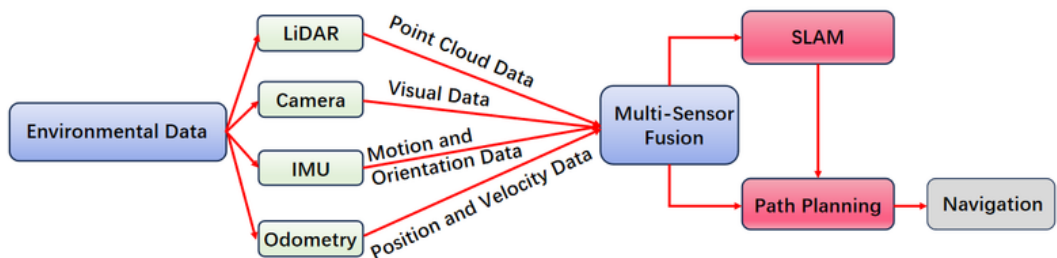 LiDAR
Point Cloud Data
SLAM
Camera
Visual Data
Environmental Data
Multi-Sensor
Fusion
IMU
Motion and
Orientation Data
Odometry
Position and Velocity Data
Path Planning
Navigation